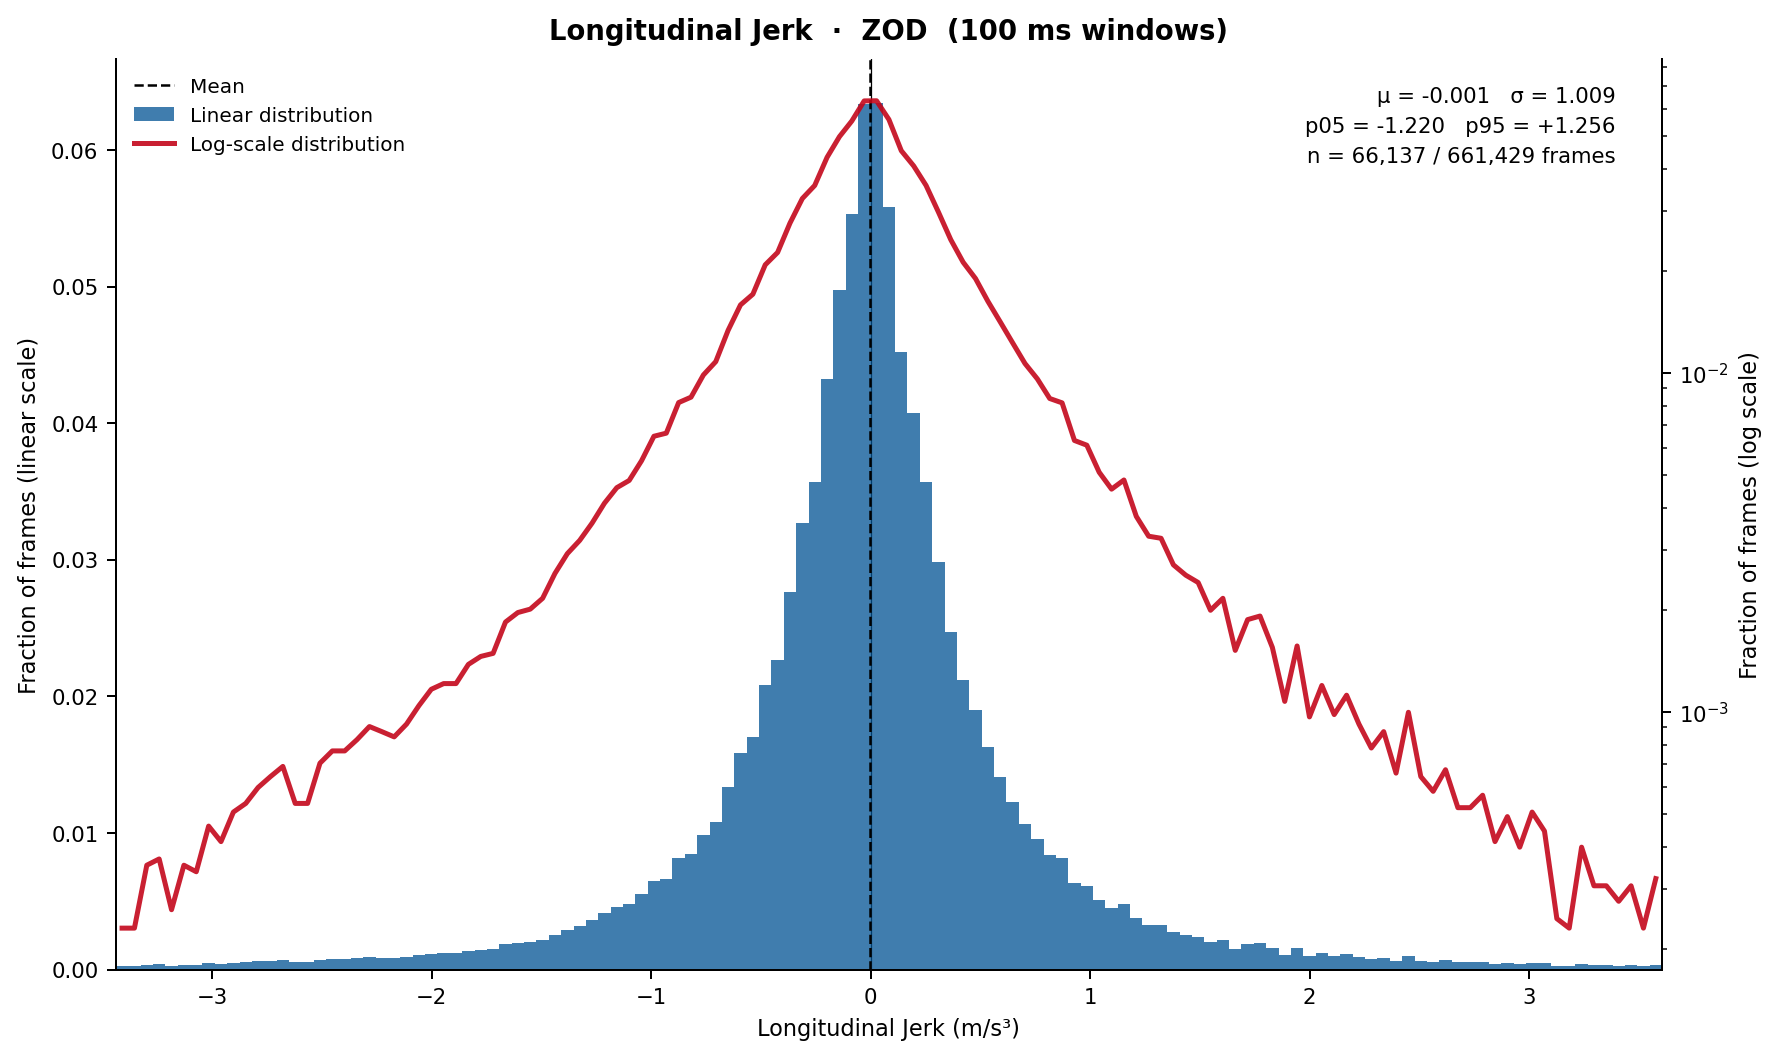 Longitudinal Jerk · ZOD (100 ms windows)
Mean
Linear distribution
Log-scale distribution
μ = -0.001 σ = 1.009
p05 = -1.220 p95 = +1.256
n = 66,137 / 661,429 frames
Fraction of frames (linear scale)
0.06
0.05
0.04
0.03
0.02
0.01
0.00
10⁻²
10⁻³
Fraction of frames (log scale)
−3 −2 −1 0 1 2 3
Longitudinal Jerk (m/s³)